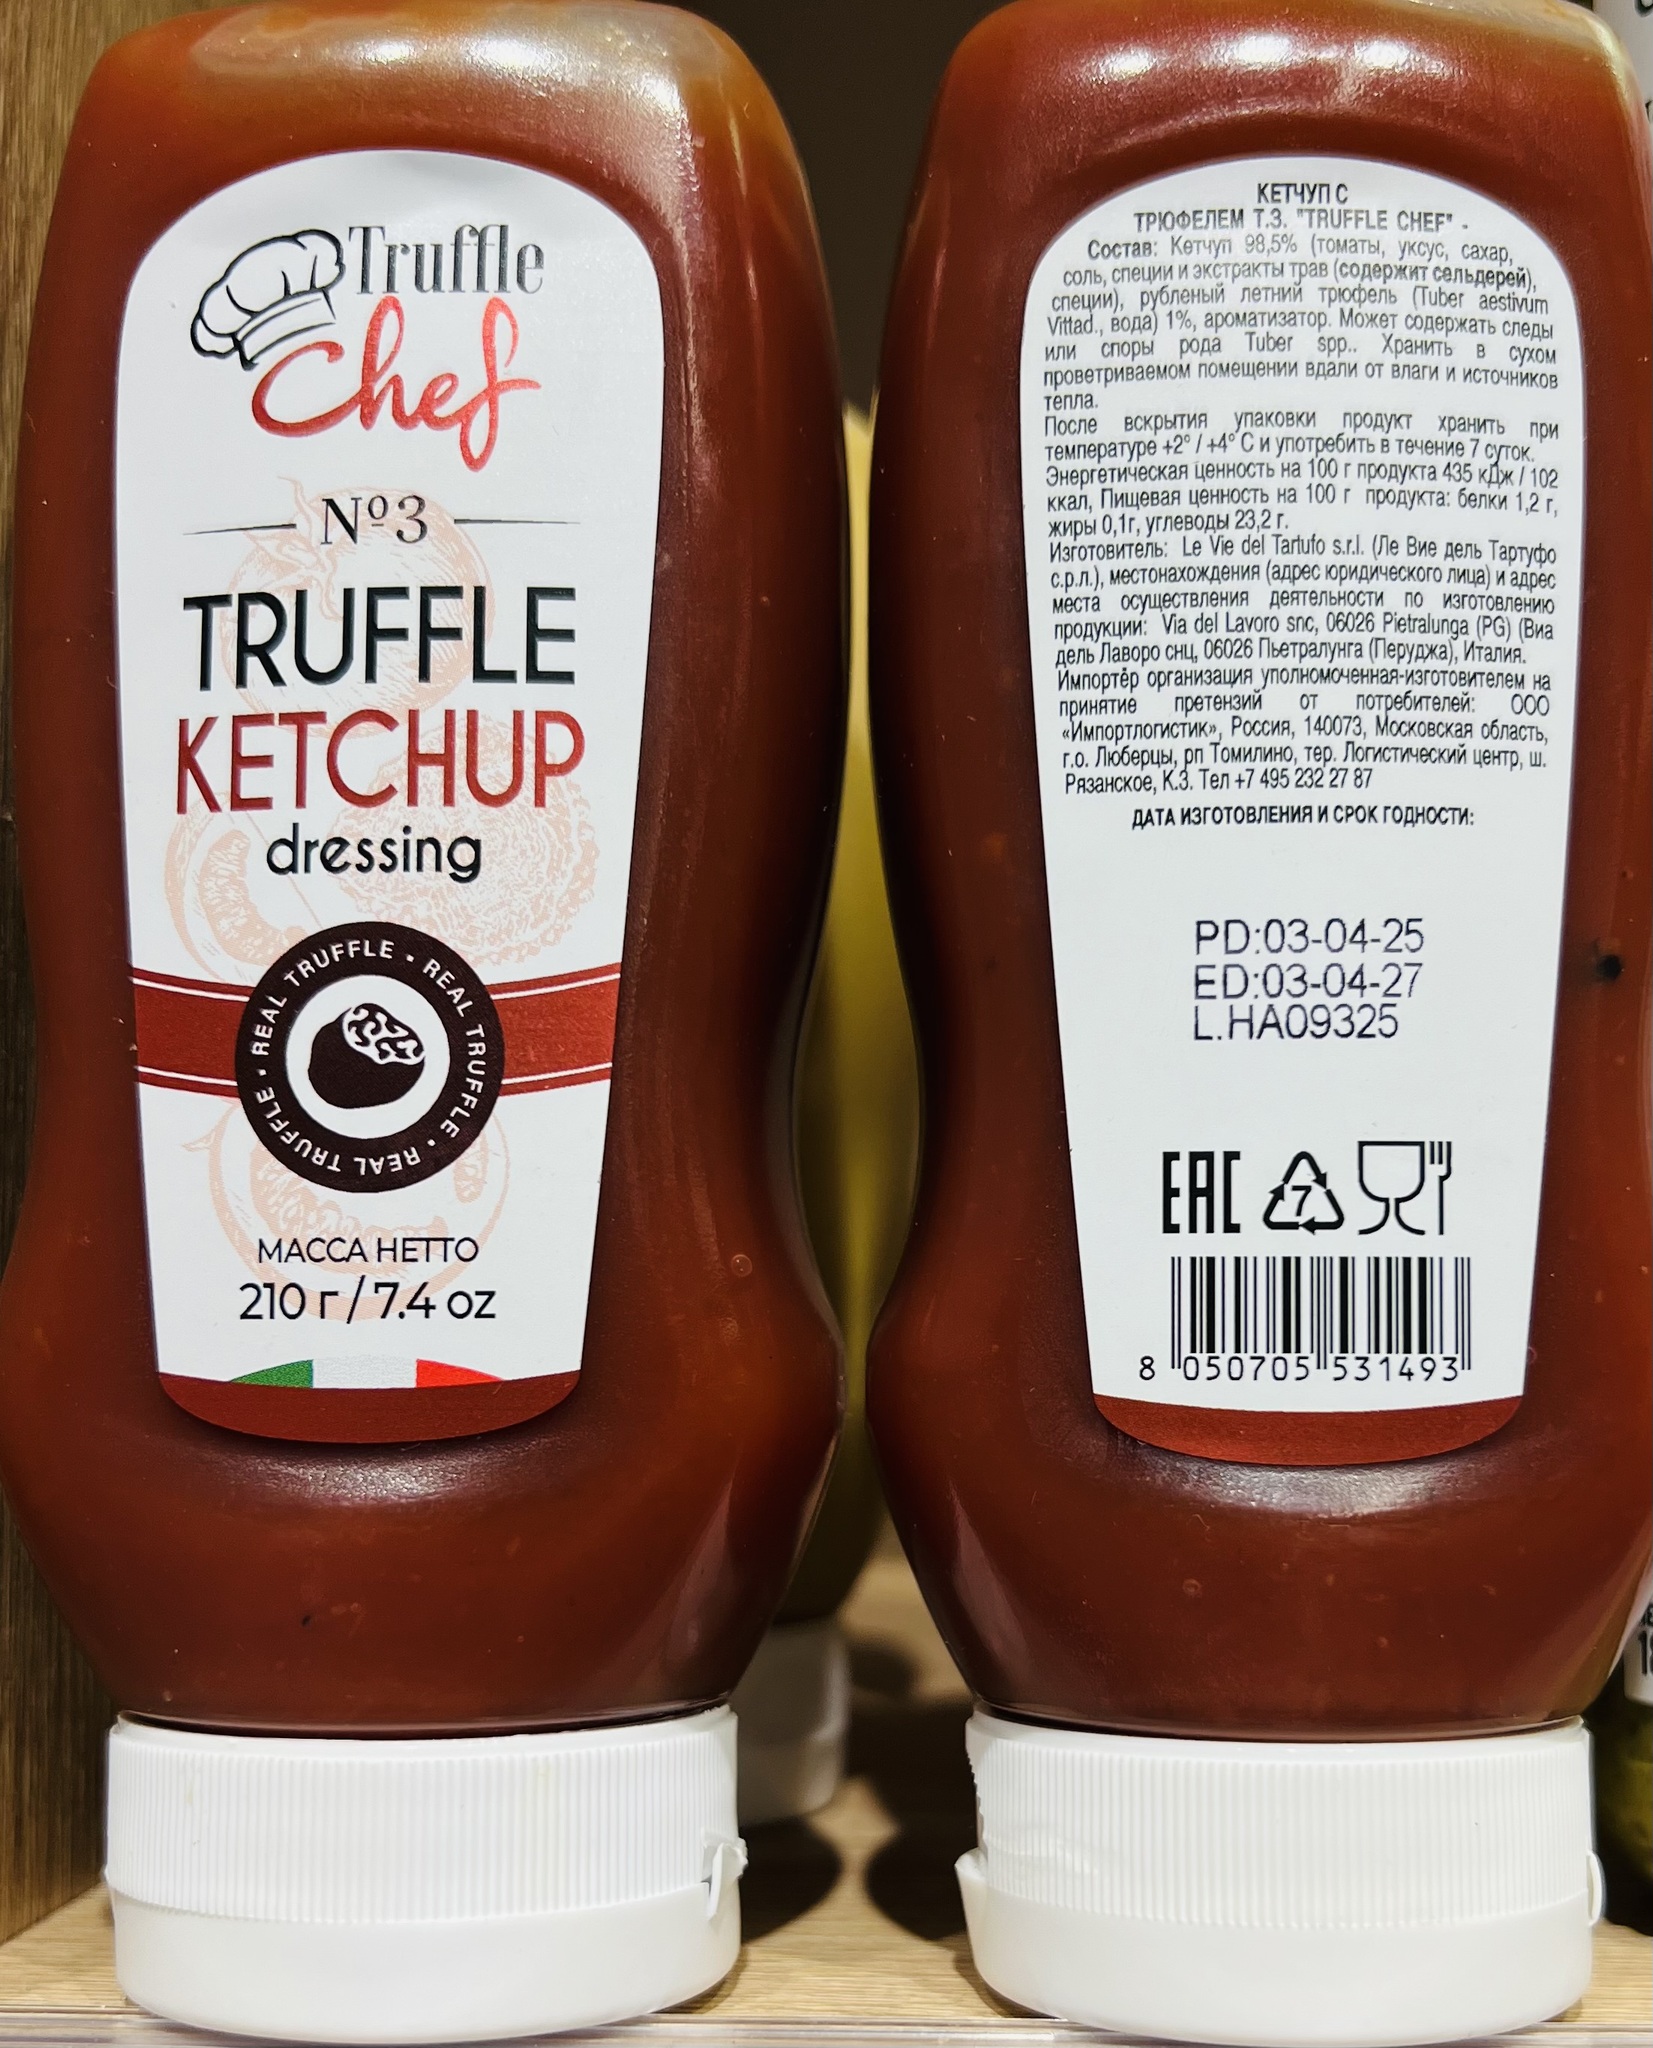 Truffle
Chef
Nº3
TRUFFLE
KETCHUP
dressing
REAL TRUFFLE • REAL TRUFFLE • REAL TRUFFLE • REAL TRUFFLE •
МАССА НЕТТО
210 г / 7.4 oz
КЕТЧУП С
ТРЮФЕЛЕМ Т.З. "TRUFFLE CHEF" -
Состав: Кетчуп 98,5% (томаты, уксус, сахар,
соль, специи и экстракты трав (содержит сельдерей),
специи), рубленый летний трюфель (Tuber aestivum
Vittad., вода) 1%, ароматизатор. Может содержать следы
или споры рода Tuber spp.. Хранить в сухом
проветриваемом помещении вдали от влаги и источников
тепла.
После вскрытия упаковки продукт хранить при
температуре +2° / +4° С и употребить в течение 7 суток.
Энергетическая ценность на 100 г продукта 435 кДж / 102
ккал, Пищевая ценность на 100 г продукта: белки 1,2 г,
жиры 0,1г, углеводы 23,2 г.
Изготовитель: Le Vie del Tartufo s.r.l. (Ле Вие дель Тартуфо
с.р.л.), местонахождения (адрес юридического лица) и адрес
места осуществления деятельности по изготовлению
продукции: Via del Lavoro snc, 06026 Pietralunga (PG) (Виа
дель Лаворо снц, 06026 Пьетралунга (Перуджа), Италия.
Импортёр организация уполномоченная-изготовителем на
принятие претензий от потребителей: ООО
«Импортлогистик», Россия, 140073, Московская область,
г.о. Люберцы, рп Томилино, тер. Логистический центр, ш.
Рязанское, К.3. Тел +7 495 232 27 87
ДАТА ИЗГОТОВЛЕНИЯ И СРОК ГОДНОСТИ:
PD:03-04-25
ED:03-04-27
L.HA09325
EAC 7
8 050705 531493